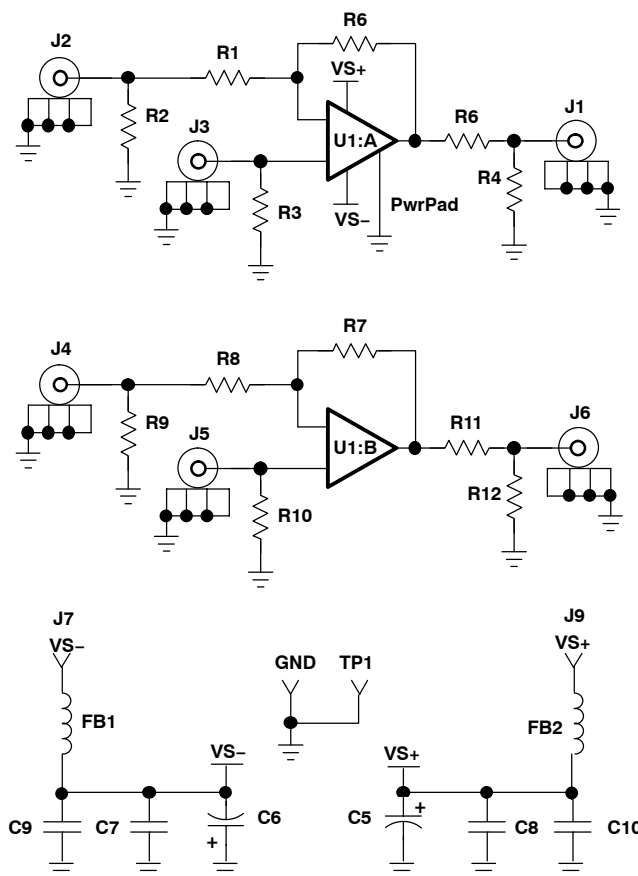 J2
R1
R6
VS+
J3
R2
U1:A
R6
J1
R3
VS−
PwrPad
R4
J4
R8
R7
R9
J5
U1:B
R11
J6
R10
R12
J7
VS−
GND
TP1
J9
VS+
FB1
FB2
VS−
VS+
C9
C7
C6
+
C5
+
C8
C10